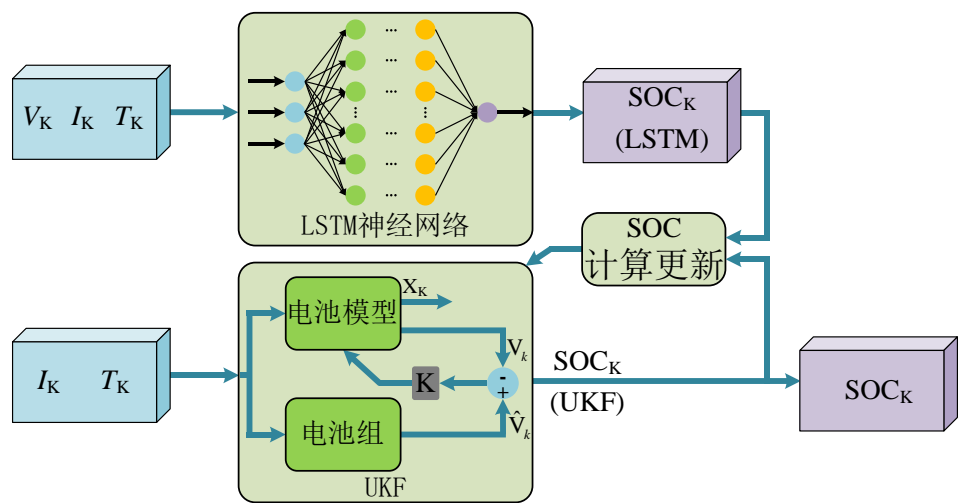 V_K I_K T_K
...
...
...
...
...
...
LSTM神经网络
SOC_K
(LSTM)
SOC
计算更新
I_K T_K
电池模型
X_K
V_k
K
-
+
V̂_k
电池组
UKF
SOC_K
(UKF)
SOC_K